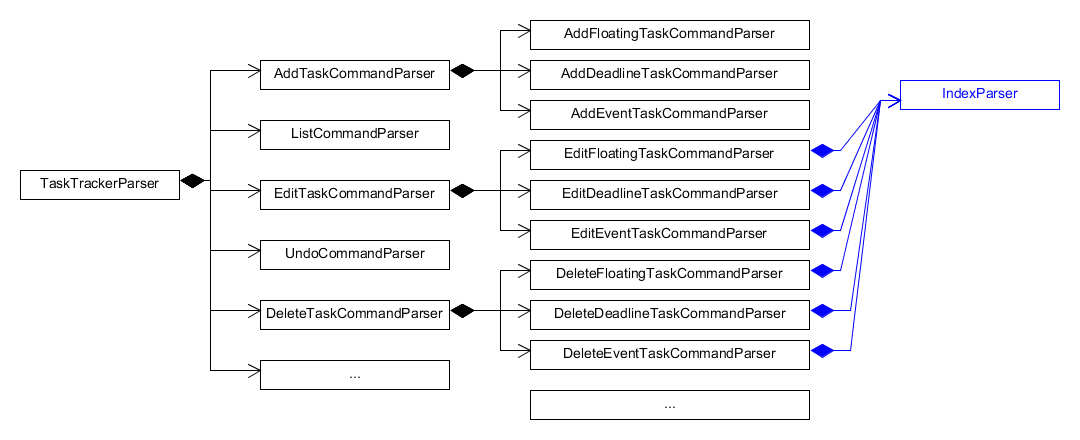 TaskTrackerParser
AddTaskCommandParser
ListCommandParser
EditTaskCommandParser
UndoCommandParser
DeleteTaskCommandParser
...
AddFloatingTaskCommandParser
AddDeadlineTaskCommandParser
AddEventTaskCommandParser
EditFloatingTaskCommandParser
EditDeadlineTaskCommandParser
EditEventTaskCommandParser
DeleteFloatingTaskCommandParser
DeleteDeadlineTaskCommandParser
DeleteEventTaskCommandParser
...
IndexParser